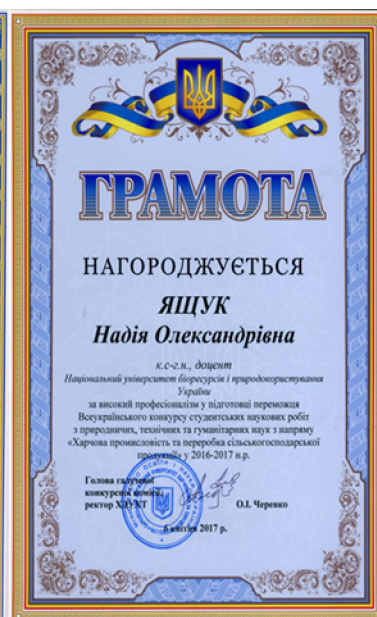 ГРАМОТА
НАГОРОДЖУЄТЬСЯ
ЯЩУК
Надія Олександрівна
к.с-г.н., доцент
Національний університет біоресурсів і природокористування
України
за високий професіоналізм у підготовці переможця
Всеукраїнського конкурсу студентських наукових робіт
з природничих, технічних та гуманітарних наук з напряму
«Харчова промисловість та переробка сільськогосподарської
продукції» у 2016-2017 н.р.
Голова галузевої
конкурсної комісії,
ректор ХДУХТ О.І. Черевко
6 квітня 2017 р.